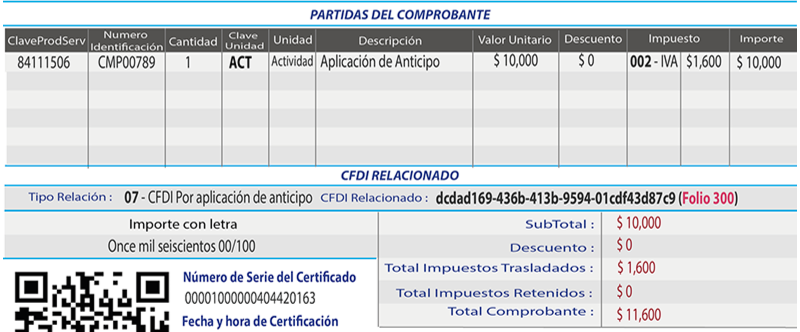 PARTIDAS DEL COMPROBANTE
ClaveProdServ Numero Identificación Cantidad Clave Unidad Unidad Descripción Valor Unitario Descuento Impuesto Importe
84111506 CMP00789 1 ACT Actividad Aplicación de Anticipo $ 10,000 $ 0 002 - IVA $1,600 $ 10,000
CFDI RELACIONADO
Tipo Relación : 07 - CFDI Por aplicación de anticipo CFDI Relacionado : dcdad169-436b-413b-9594-01cdf43d87c9 (Folio 300)
Importe con letra
Once mil seiscientos 00/100
SubTotal : $ 10,000
Descuento : $ 0
Total Impuestos Trasladados : $ 1,600
Total Impuestos Retenidos : $ 0
Total Comprobante : $ 11,600
Número de Serie del Certificado
00001000000404420163
Fecha y hora de Certificación